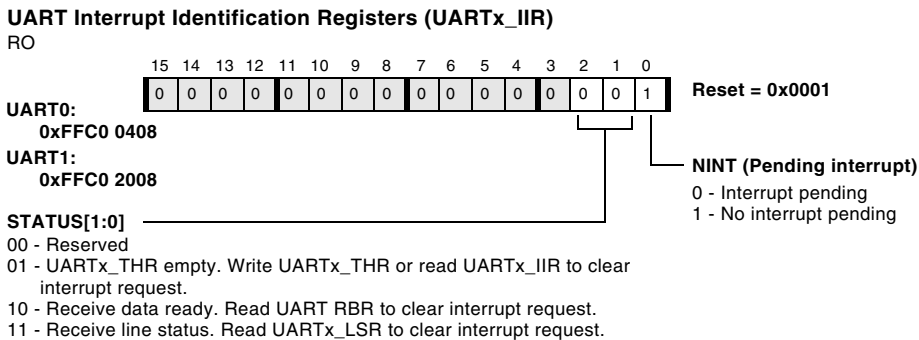 UART Interrupt Identification Registers (UARTx_IIR)
RO
15 14 13 12 11 10 9 8 7 6 5 4 3 2 1 0
0 0 0 0 0 0 0 0 0 0 0 0 0 0 0 1
Reset = 0x0001
UART0:
0xFFC0 0408
UART1:
0xFFC0 2008
NINT (Pending interrupt)
0 - Interrupt pending
1 - No interrupt pending
STATUS[1:0]
00 - Reserved
01 - UARTx_THR empty. Write UARTx_THR or read UARTx_IIR to clear
interrupt request.
10 - Receive data ready. Read UART RBR to clear interrupt request.
11 - Receive line status. Read UARTx_LSR to clear interrupt request.